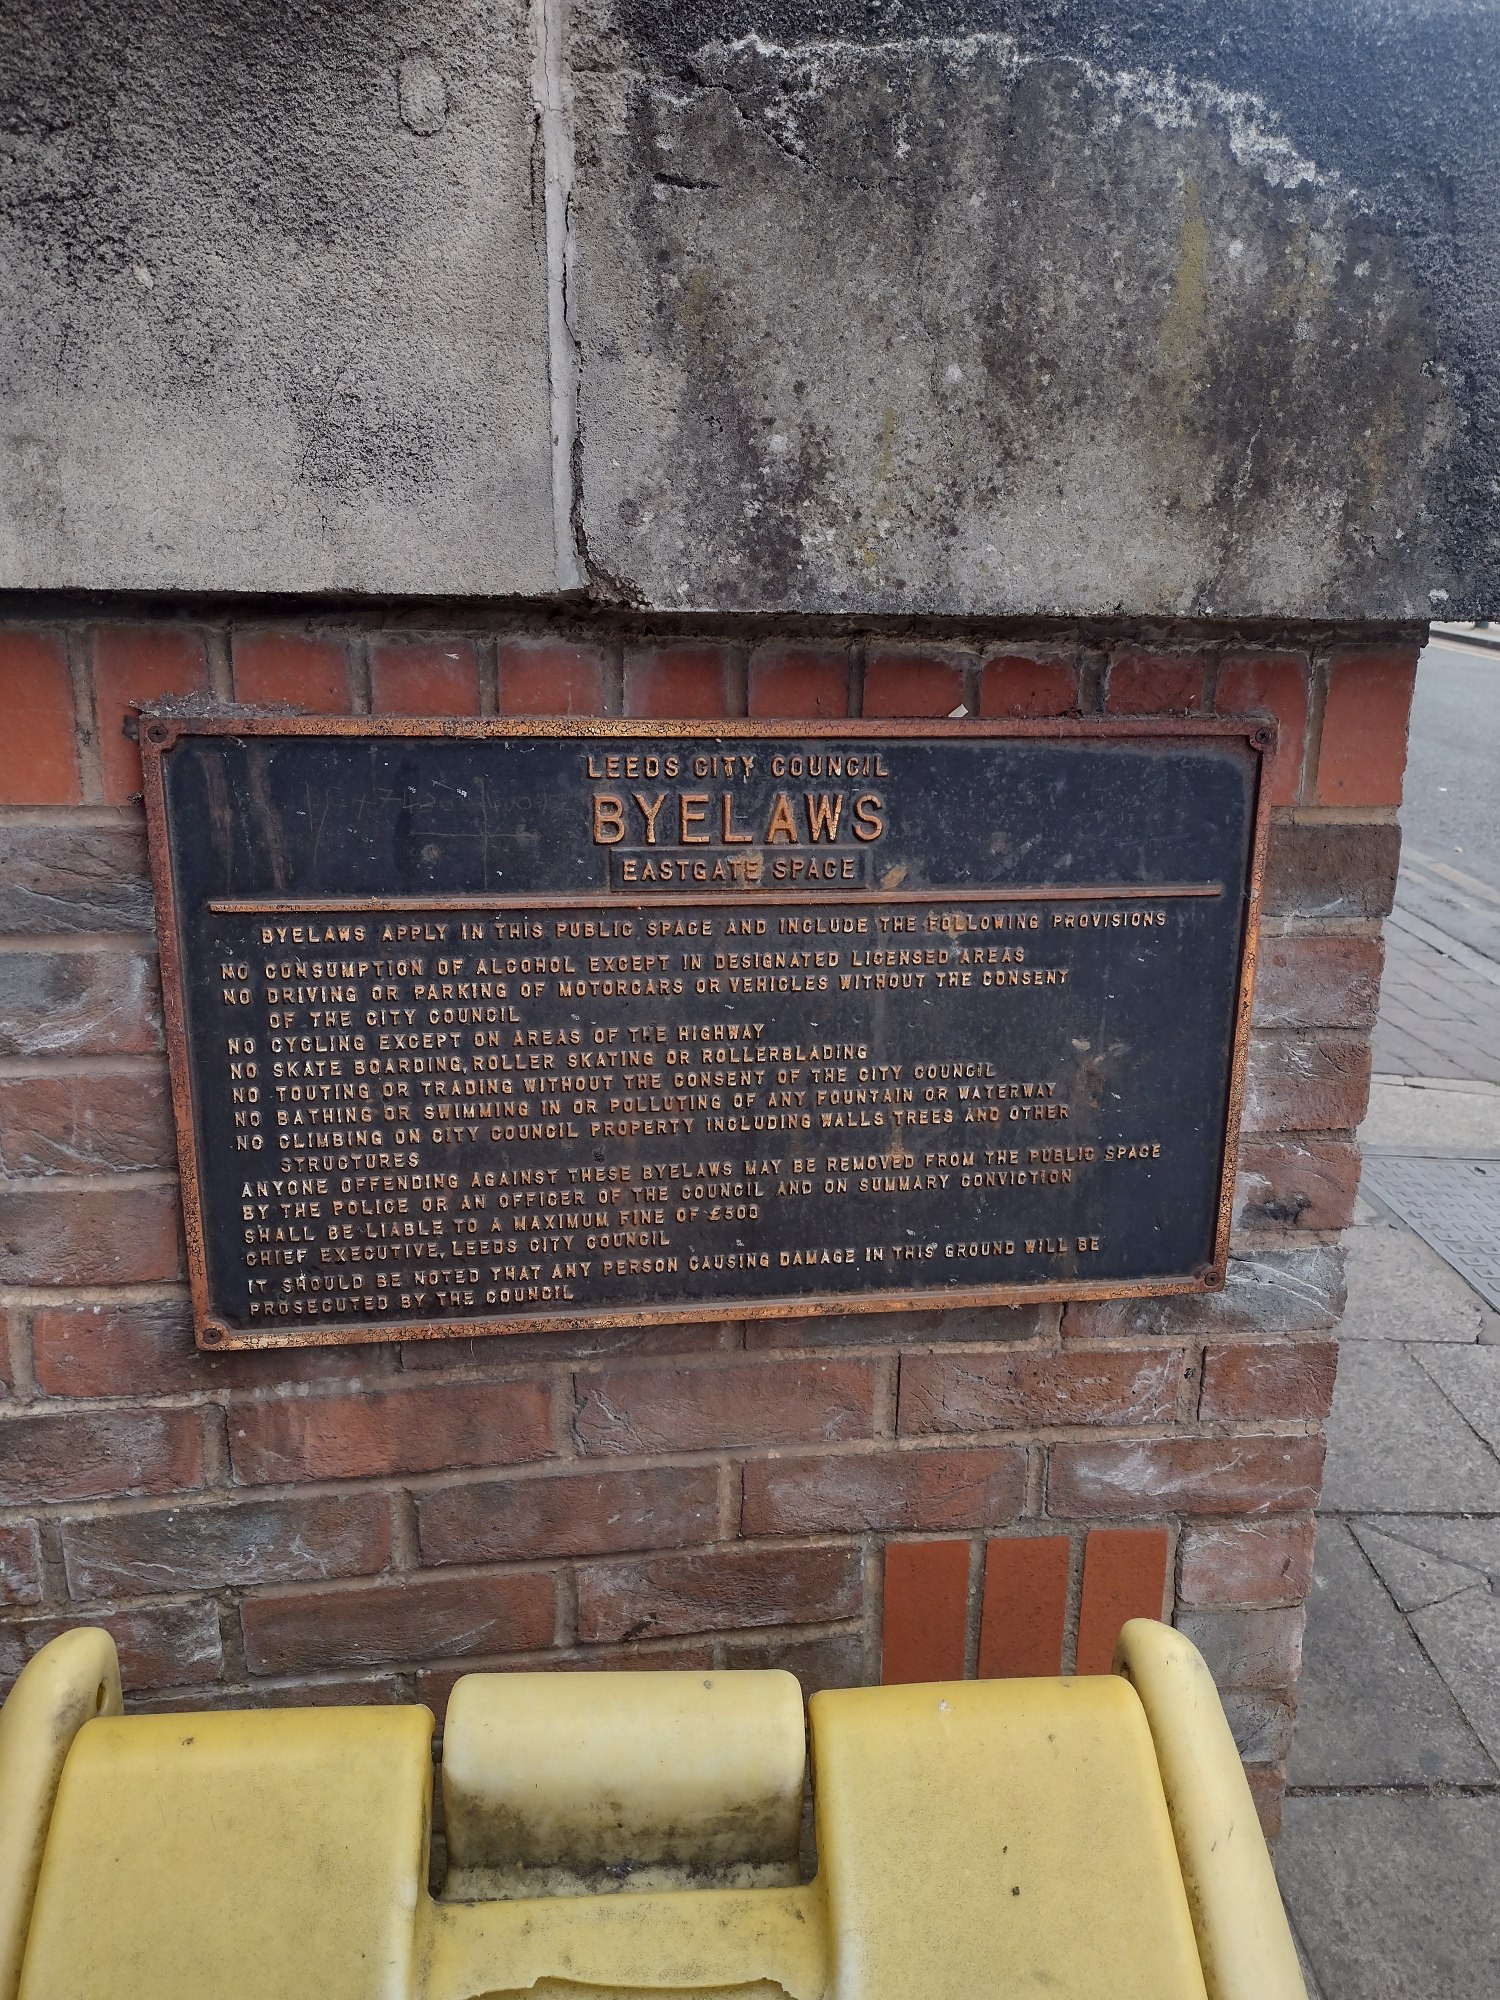 LEEDS CITY COUNCIL
BYELAWS
EASTGATE SPACE
BYELAWS APPLY IN THIS PUBLIC SPACE AND INCLUDE THE FOLLOWING PROVISIONS
NO CONSUMPTION OF ALCOHOL EXCEPT IN DESIGNATED LICENSED AREAS
NO DRIVING OR PARKING OF MOTORCARS OR VEHICLES WITHOUT THE CONSENT
OF THE CITY COUNCIL
NO CYCLING EXCEPT ON AREAS OF THE HIGHWAY
NO SKATE BOARDING, ROLLER SKATING OR ROLLERBLADING
NO TOUTING OR TRADING WITHOUT THE CONSENT OF THE CITY COUNCIL
NO BATHING OR SWIMMING IN OR POLLUTING OF ANY FOUNTAIN OR WATERWAY
NO CLIMBING ON CITY COUNCIL PROPERTY INCLUDING WALLS TREES AND OTHER
STRUCTURES
ANYONE OFFENDING AGAINST THESE BYELAWS MAY BE REMOVED FROM THE PUBLIC SPACE
BY THE POLICE OR AN OFFICER OF THE COUNCIL AND ON SUMMARY CONVICTION
SHALL BE LIABLE TO A MAXIMUM FINE OF £500
CHIEF EXECUTIVE, LEEDS CITY COUNCIL
IT SHOULD BE NOTED THAT ANY PERSON CAUSING DAMAGE IN THIS GROUND WILL BE
PROSECUTED BY THE COUNCIL